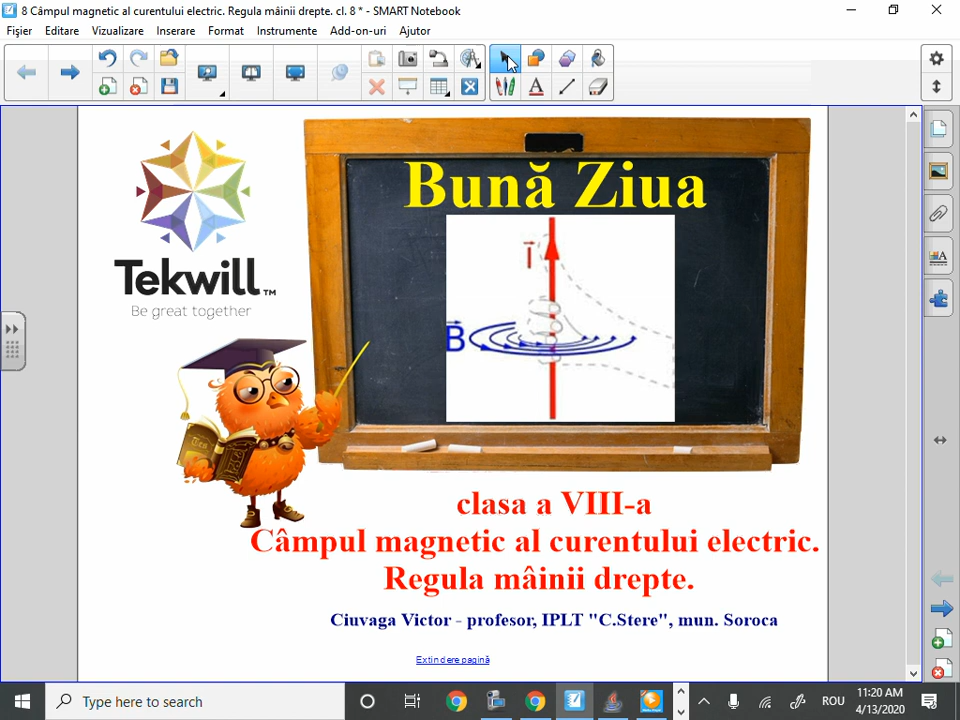 8 Câmpul magnetic al curentului electric. Regula mâinii drepte. cl. 8 * - SMART Notebook
Fişier Editare Vizualizare Inserare Format Instrumente Add-on-uri Ajutor
Bună Ziua
I
B
Tekwill™
Be great together
clasa a VIII-a
Câmpul magnetic al curentului electric.
Regula mâinii drepte.
Ciuvaga Victor - profesor, IPLT "C.Stere", mun. Soroca
Extindere pagină
Type here to search
ROU
11:20 AM
4/13/2020